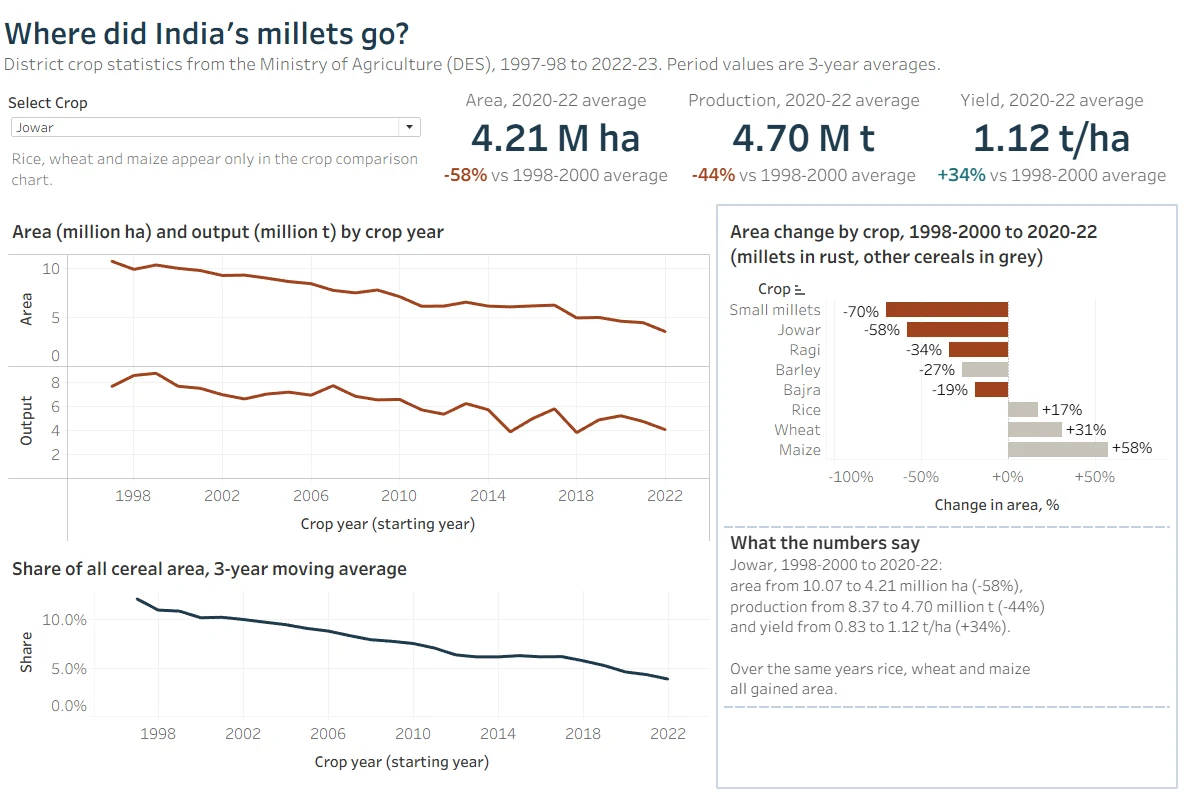 Where did India's millets go?
District crop statistics from the Ministry of Agriculture (DES), 1997-98 to 2022-23. Period values are 3-year averages.
Select Crop
Jowar
Rice, wheat and maize appear only in the crop comparison
chart.
Area, 2020-22 average
4.21 M ha
-58% vs 1998-2000 average
Production, 2020-22 average
4.70 M t
-44% vs 1998-2000 average
Yield, 2020-22 average
1.12 t/ha
+34% vs 1998-2000 average
Area (million ha) and output (million t) by crop year
Area
10
5
0
Output
8
6
4
2
1998 2002 2006 2010 2014 2018 2022
Crop year (starting year)
Share of all cereal area, 3-year moving average
Share
10.0%
5.0%
0.0%
1998 2002 2006 2010 2014 2018 2022
Crop year (starting year)
Area change by crop, 1998-2000 to 2020-22
(millets in rust, other cereals in grey)
Crop
Small millets -70%
Jowar -58%
Ragi -34%
Barley -27%
Bajra -19%
Rice +17%
Wheat +31%
Maize +58%
-100% -50% +0% +50%
Change in area, %
What the numbers say
Jowar, 1998-2000 to 2020-22:
area from 10.07 to 4.21 million ha (-58%),
production from 8.37 to 4.70 million t (-44%)
and yield from 0.83 to 1.12 t/ha (+34%).
Over the same years rice, wheat and maize
all gained area.